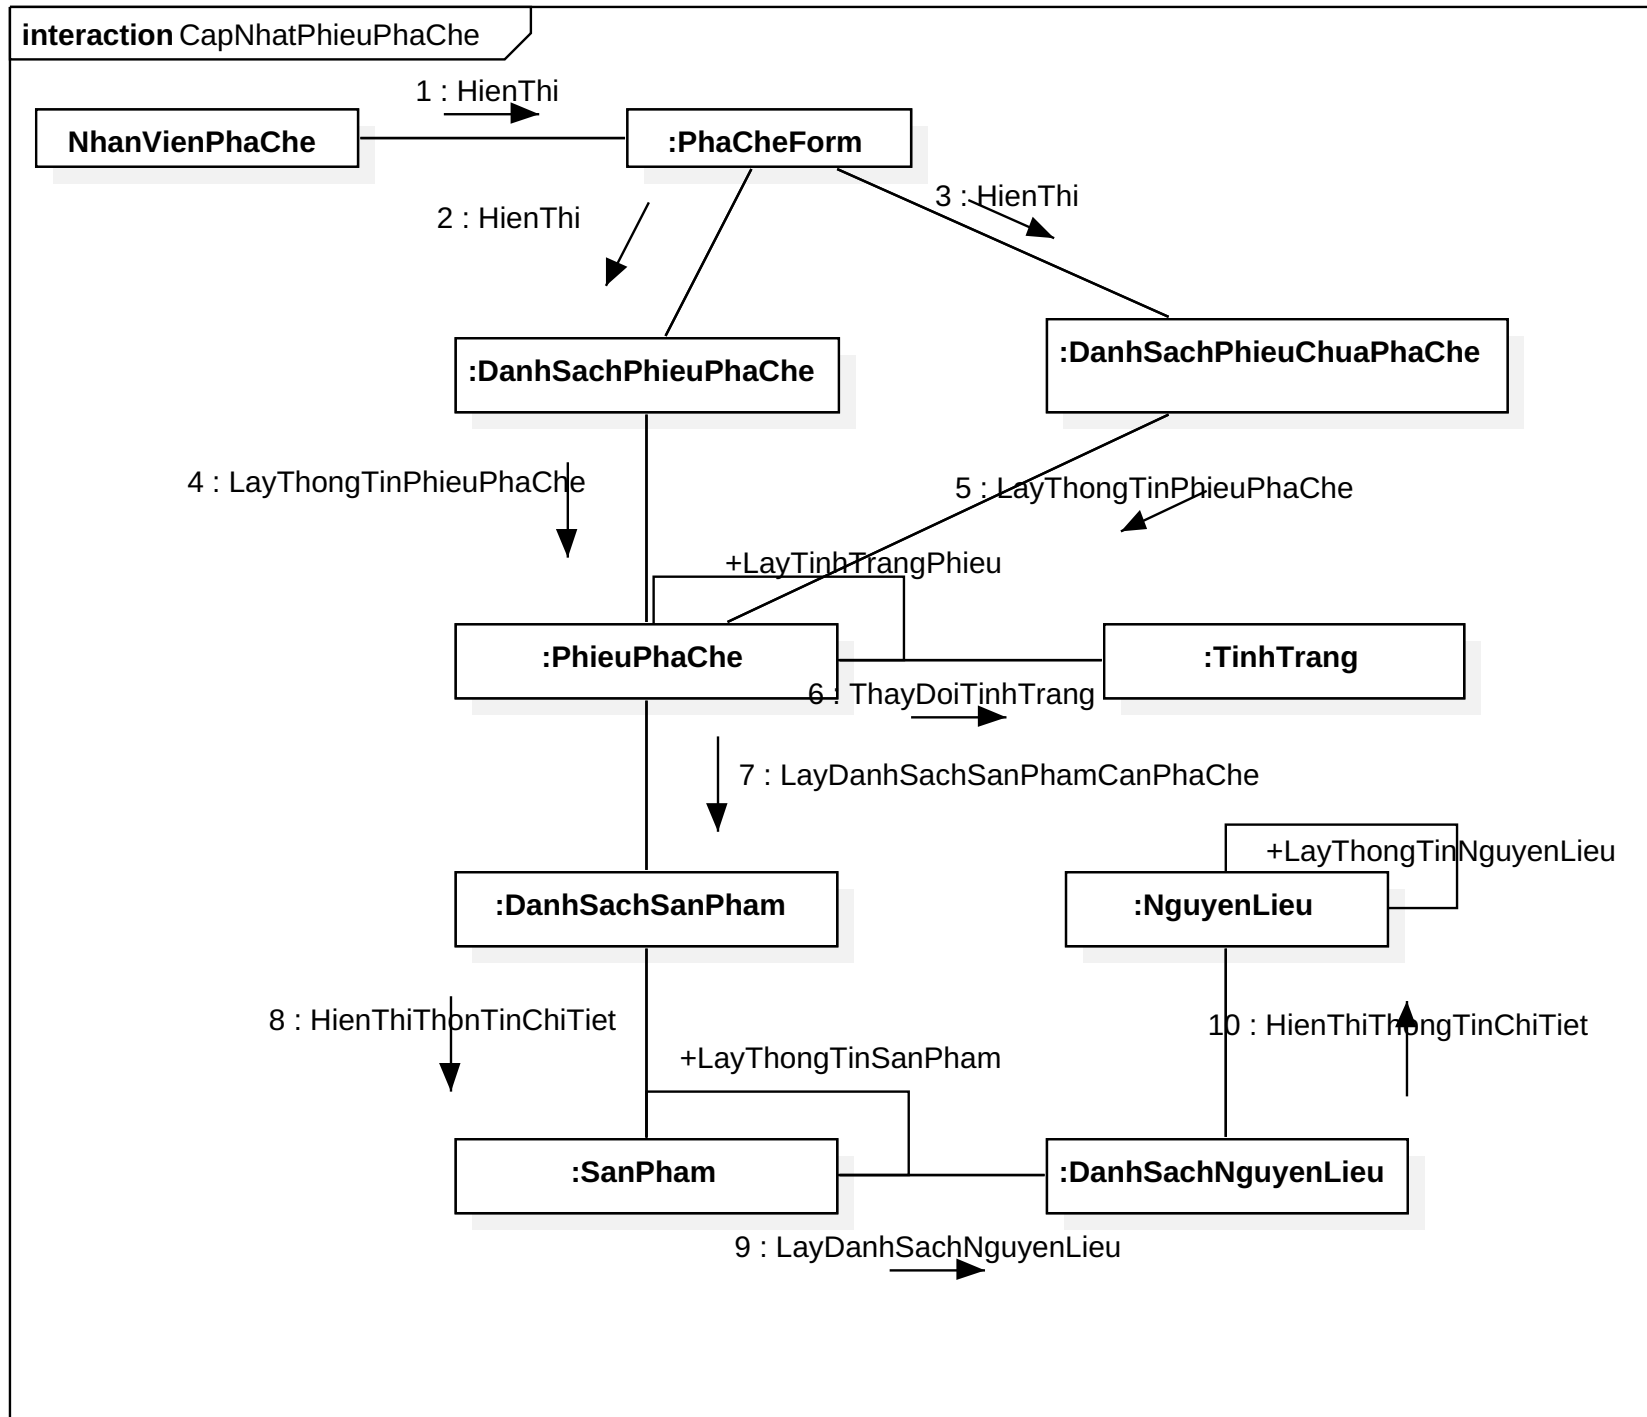 interaction CapNhatPhieuPhaChe
1 : HienThi
NhanVienPhaChe
:PhaCheForm
3 : HienThi
2 : HienThi
:DanhSachPhieuChuaPhaChe
:DanhSachPhieuPhaChe
4 : LayThongTinPhieuPhaChe
5 : LayThongTinPhieuPhaChe
+LayTinhTrangPhieu
:PhieuPhaChe
:TinhTrang
6 : ThayDoiTinhTrang
7 : LayDanhSachSanPhamCanPhaChe
+LayThongTinNguyenLieu
:DanhSachSanPham
:NguyenLieu
8 : HienThiThonTinChiTiet
10 : HienThiThongTinChiTiet
+LayThongTinSanPham
:SanPham
:DanhSachNguyenLieu
9 : LayDanhSachNguyenLieu